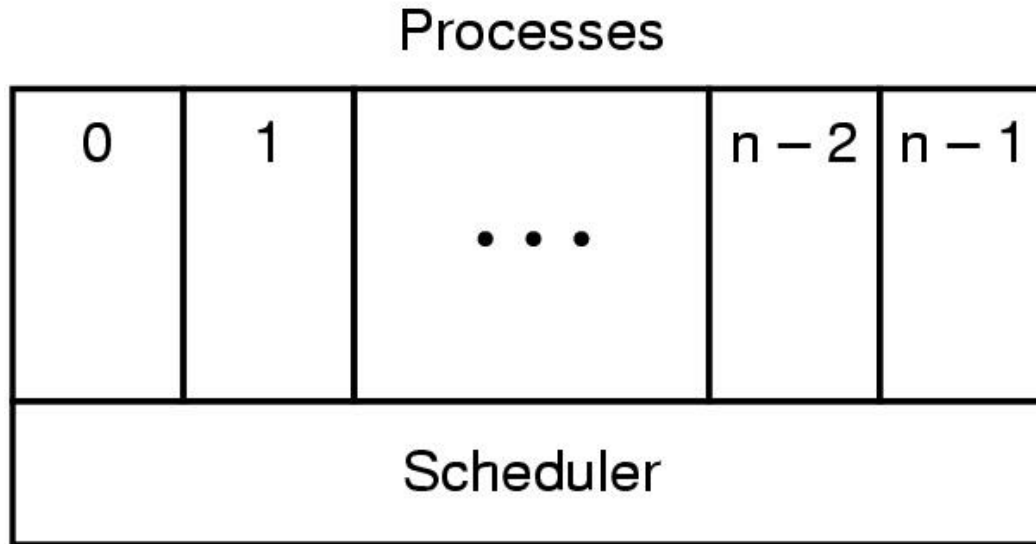 Processes
0 1 • • • n – 2 n – 1
Scheduler